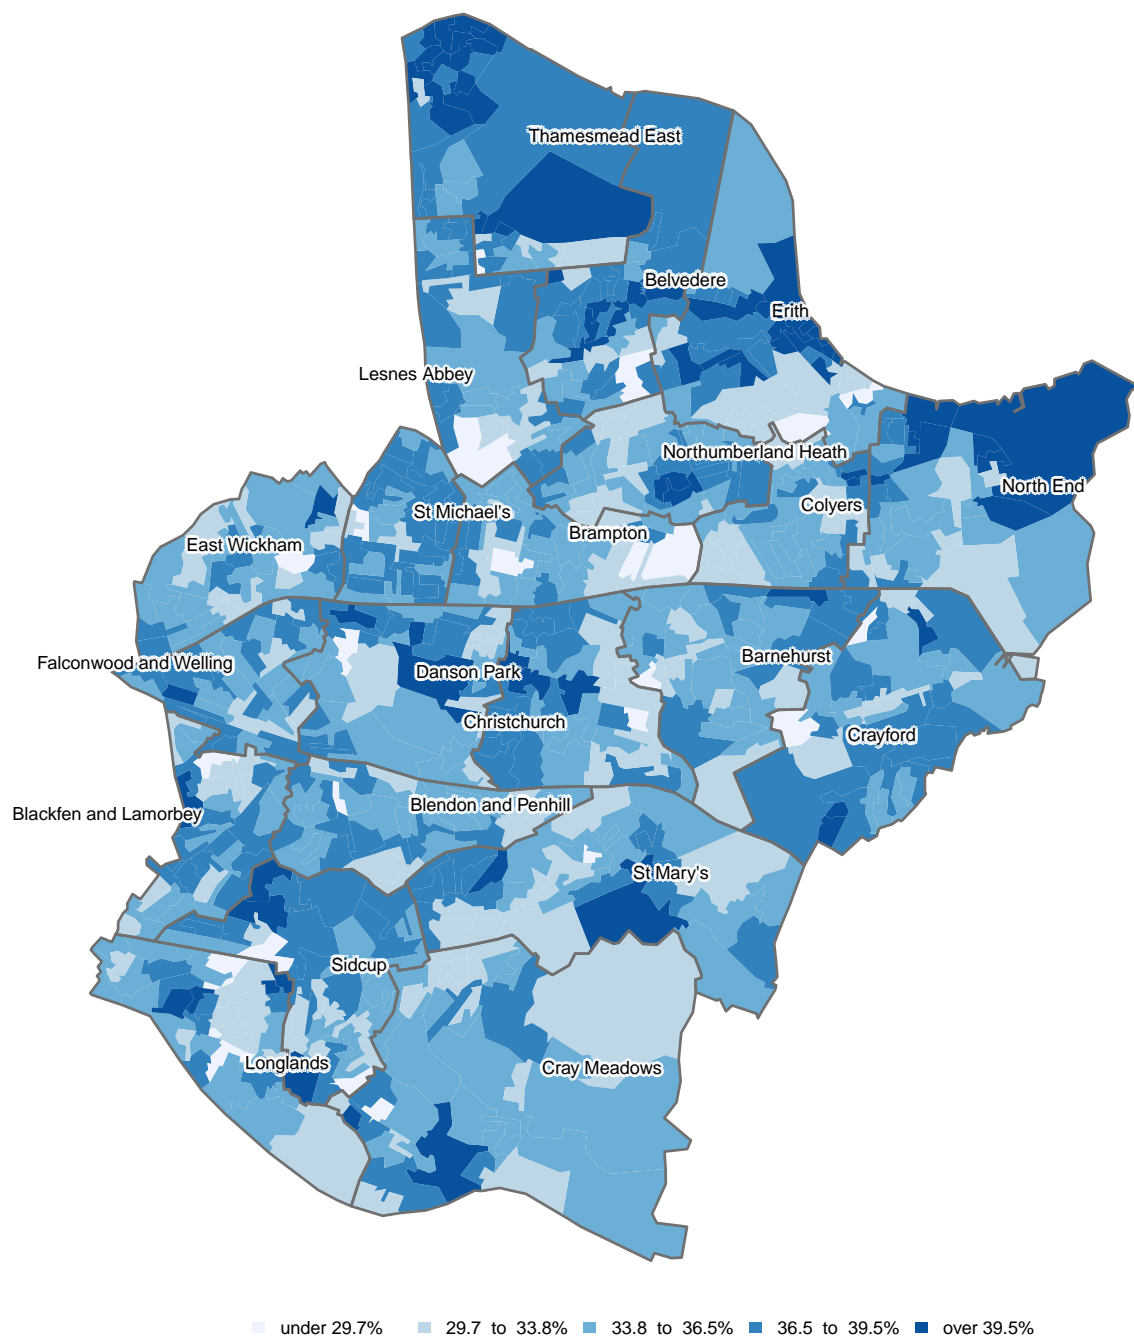 Thamesmead East
Belvedere
Erith
Lesnes Abbey
Northumberland Heath
North End
Colyers
St Michael's
Brampton
East Wickham
Barnehurst
Falconwood and Welling
Danson Park
Christchurch
Crayford
Blendon and Penhill
Blackfen and Lamorbey
St Mary's
Sidcup
Longlands
Cray Meadows
under 29.7% 29.7 to 33.8% 33.8 to 36.5% 36.5 to 39.5% over 39.5%